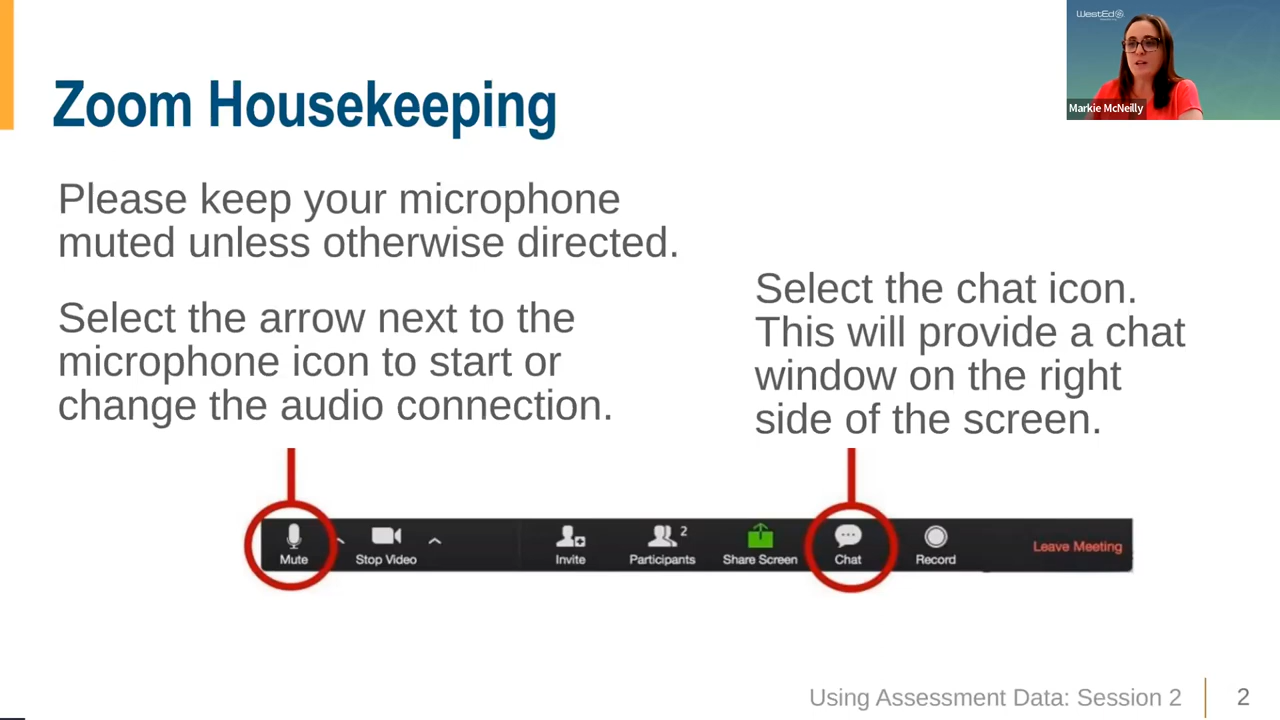 WestEd
Markie McNeilly
Zoom Housekeeping
Please keep your microphone
muted unless otherwise directed.
Select the arrow next to the
microphone icon to start or
change the audio connection.
Select the chat icon.
This will provide a chat
window on the right
side of the screen.
Mute
Stop Video
Invite
Participants
2
Share Screen
Chat
Record
Leave Meeting
Using Assessment Data: Session 2
2